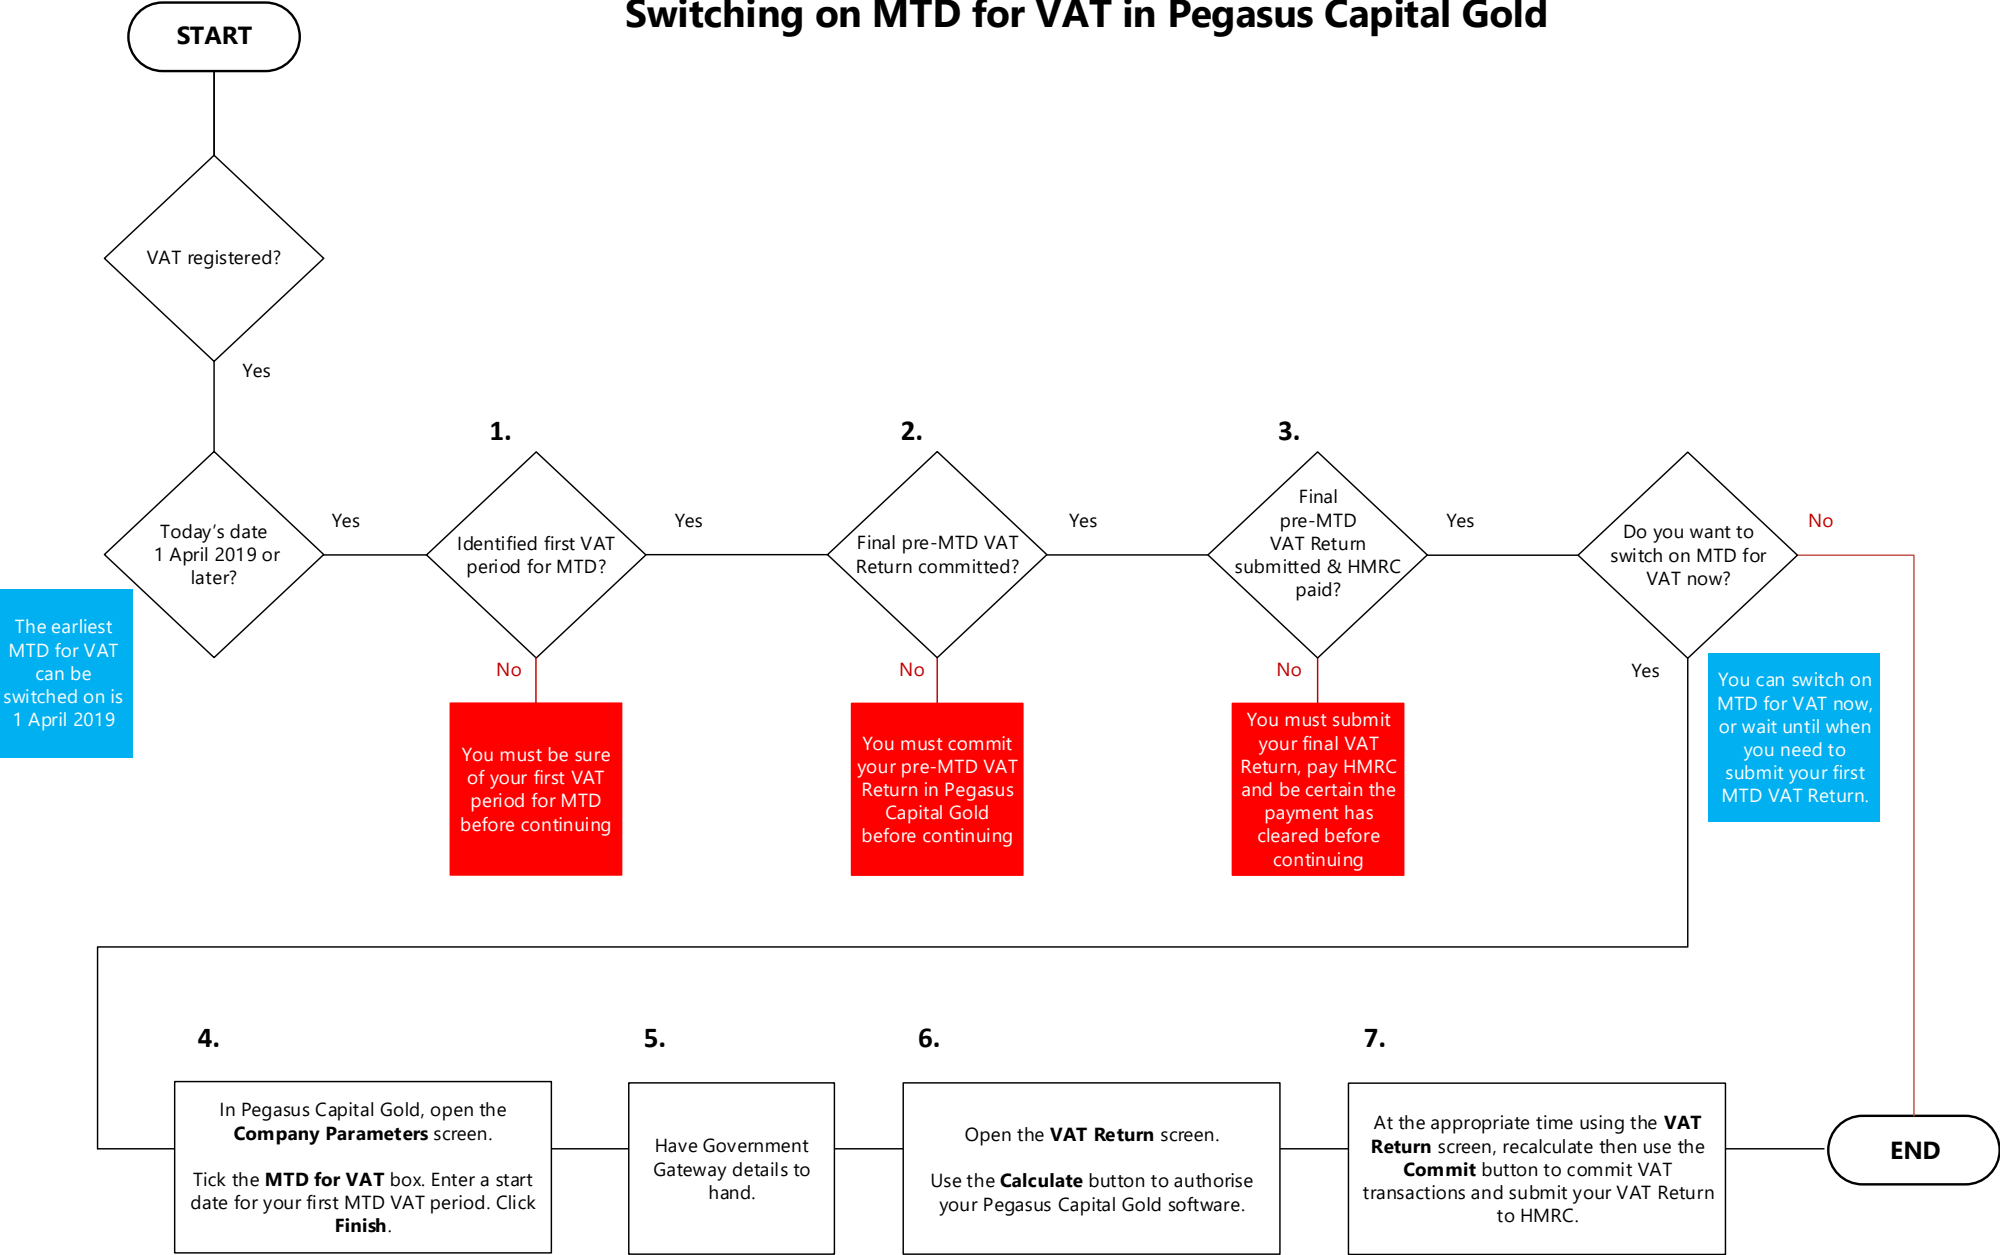 Switching on MTD for VAT in Pegasus Capital Gold
START
VAT registered?
Yes
Today's date
1 April 2019 or
later?
Yes
The earliest
MTD for VAT
can be
switched on is
1 April 2019
1.
Identified first VAT
period for MTD?
Yes
No
You must be sure
of your first VAT
period for MTD
before continuing
2.
Final pre-MTD VAT
Return committed?
Yes
No
You must commit
your pre-MTD VAT
Return in Pegasus
Capital Gold
before continuing
3.
Final
pre-MTD
VAT Return
submitted & HMRC
paid?
Yes
No
You must submit
your final VAT
Return, pay HMRC
and be certain the
payment has
cleared before
continuing
Do you want to
switch on MTD for
VAT now?
No
Yes
You can switch on
MTD for VAT now,
or wait until when
you need to
submit your first
MTD VAT Return.
4.
In Pegasus Capital Gold, open the
Company Parameters screen.
Tick the MTD for VAT box. Enter a start
date for your first MTD VAT period. Click
Finish.
5.
Have Government
Gateway details to
hand.
6.
Open the VAT Return screen.
Use the Calculate button to authorise
your Pegasus Capital Gold software.
7.
At the appropriate time using the VAT
Return screen, recalculate then use the
Commit button to commit VAT
transactions and submit your VAT Return
to HMRC.
END